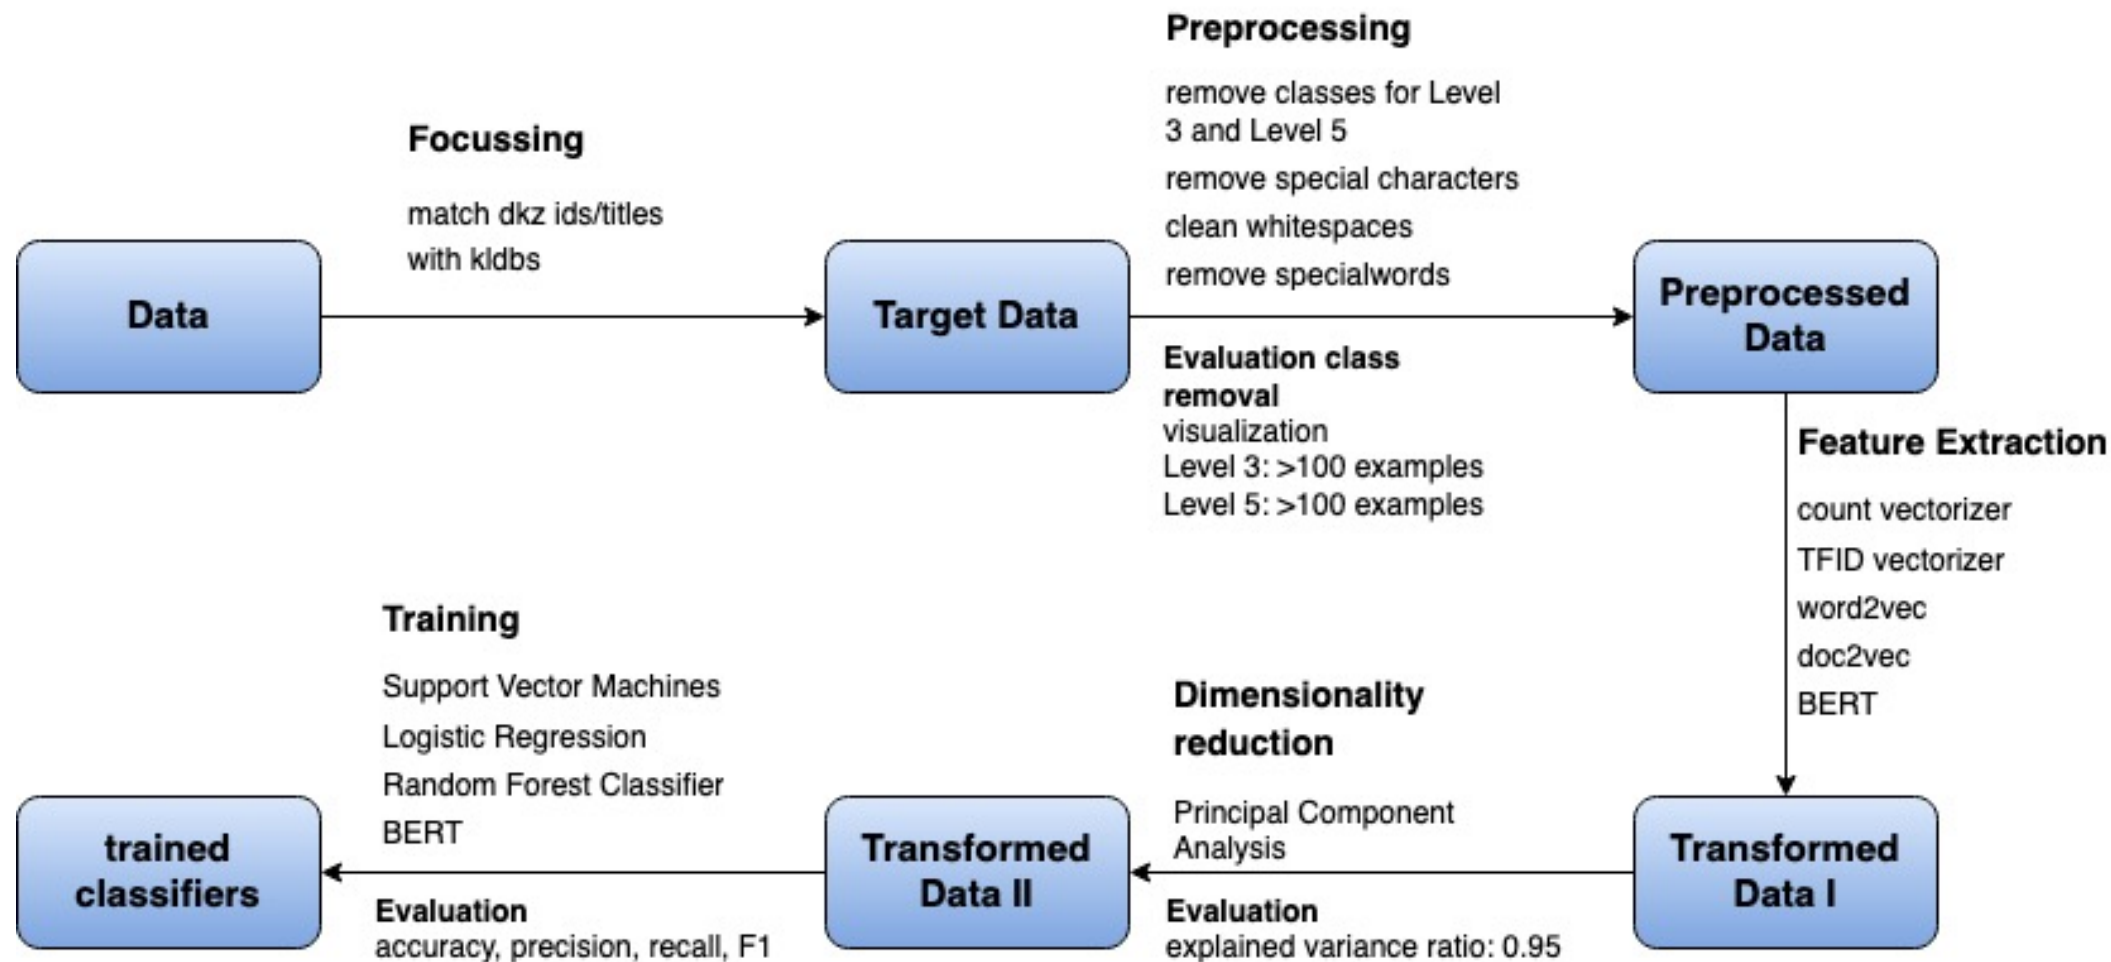 Data
Focussing
match dkz ids/titles
with kldbs
Target Data
Preprocessing
remove classes for Level
3 and Level 5
remove special characters
clean whitespaces
remove specialwords
Evaluation class
removal
visualization
Level 3: >100 examples
Level 5: >100 examples
Preprocessed
Data
Feature Extraction
count vectorizer
TFID vectorizer
word2vec
doc2vec
BERT
Transformed
Data I
Dimensionality
reduction
Principal Component
Analysis
Evaluation
explained variance ratio: 0.95
Transformed
Data II
Training
Support Vector Machines
Logistic Regression
Random Forest Classifier
BERT
Evaluation
accuracy, precision, recall, F1
trained
classifiers